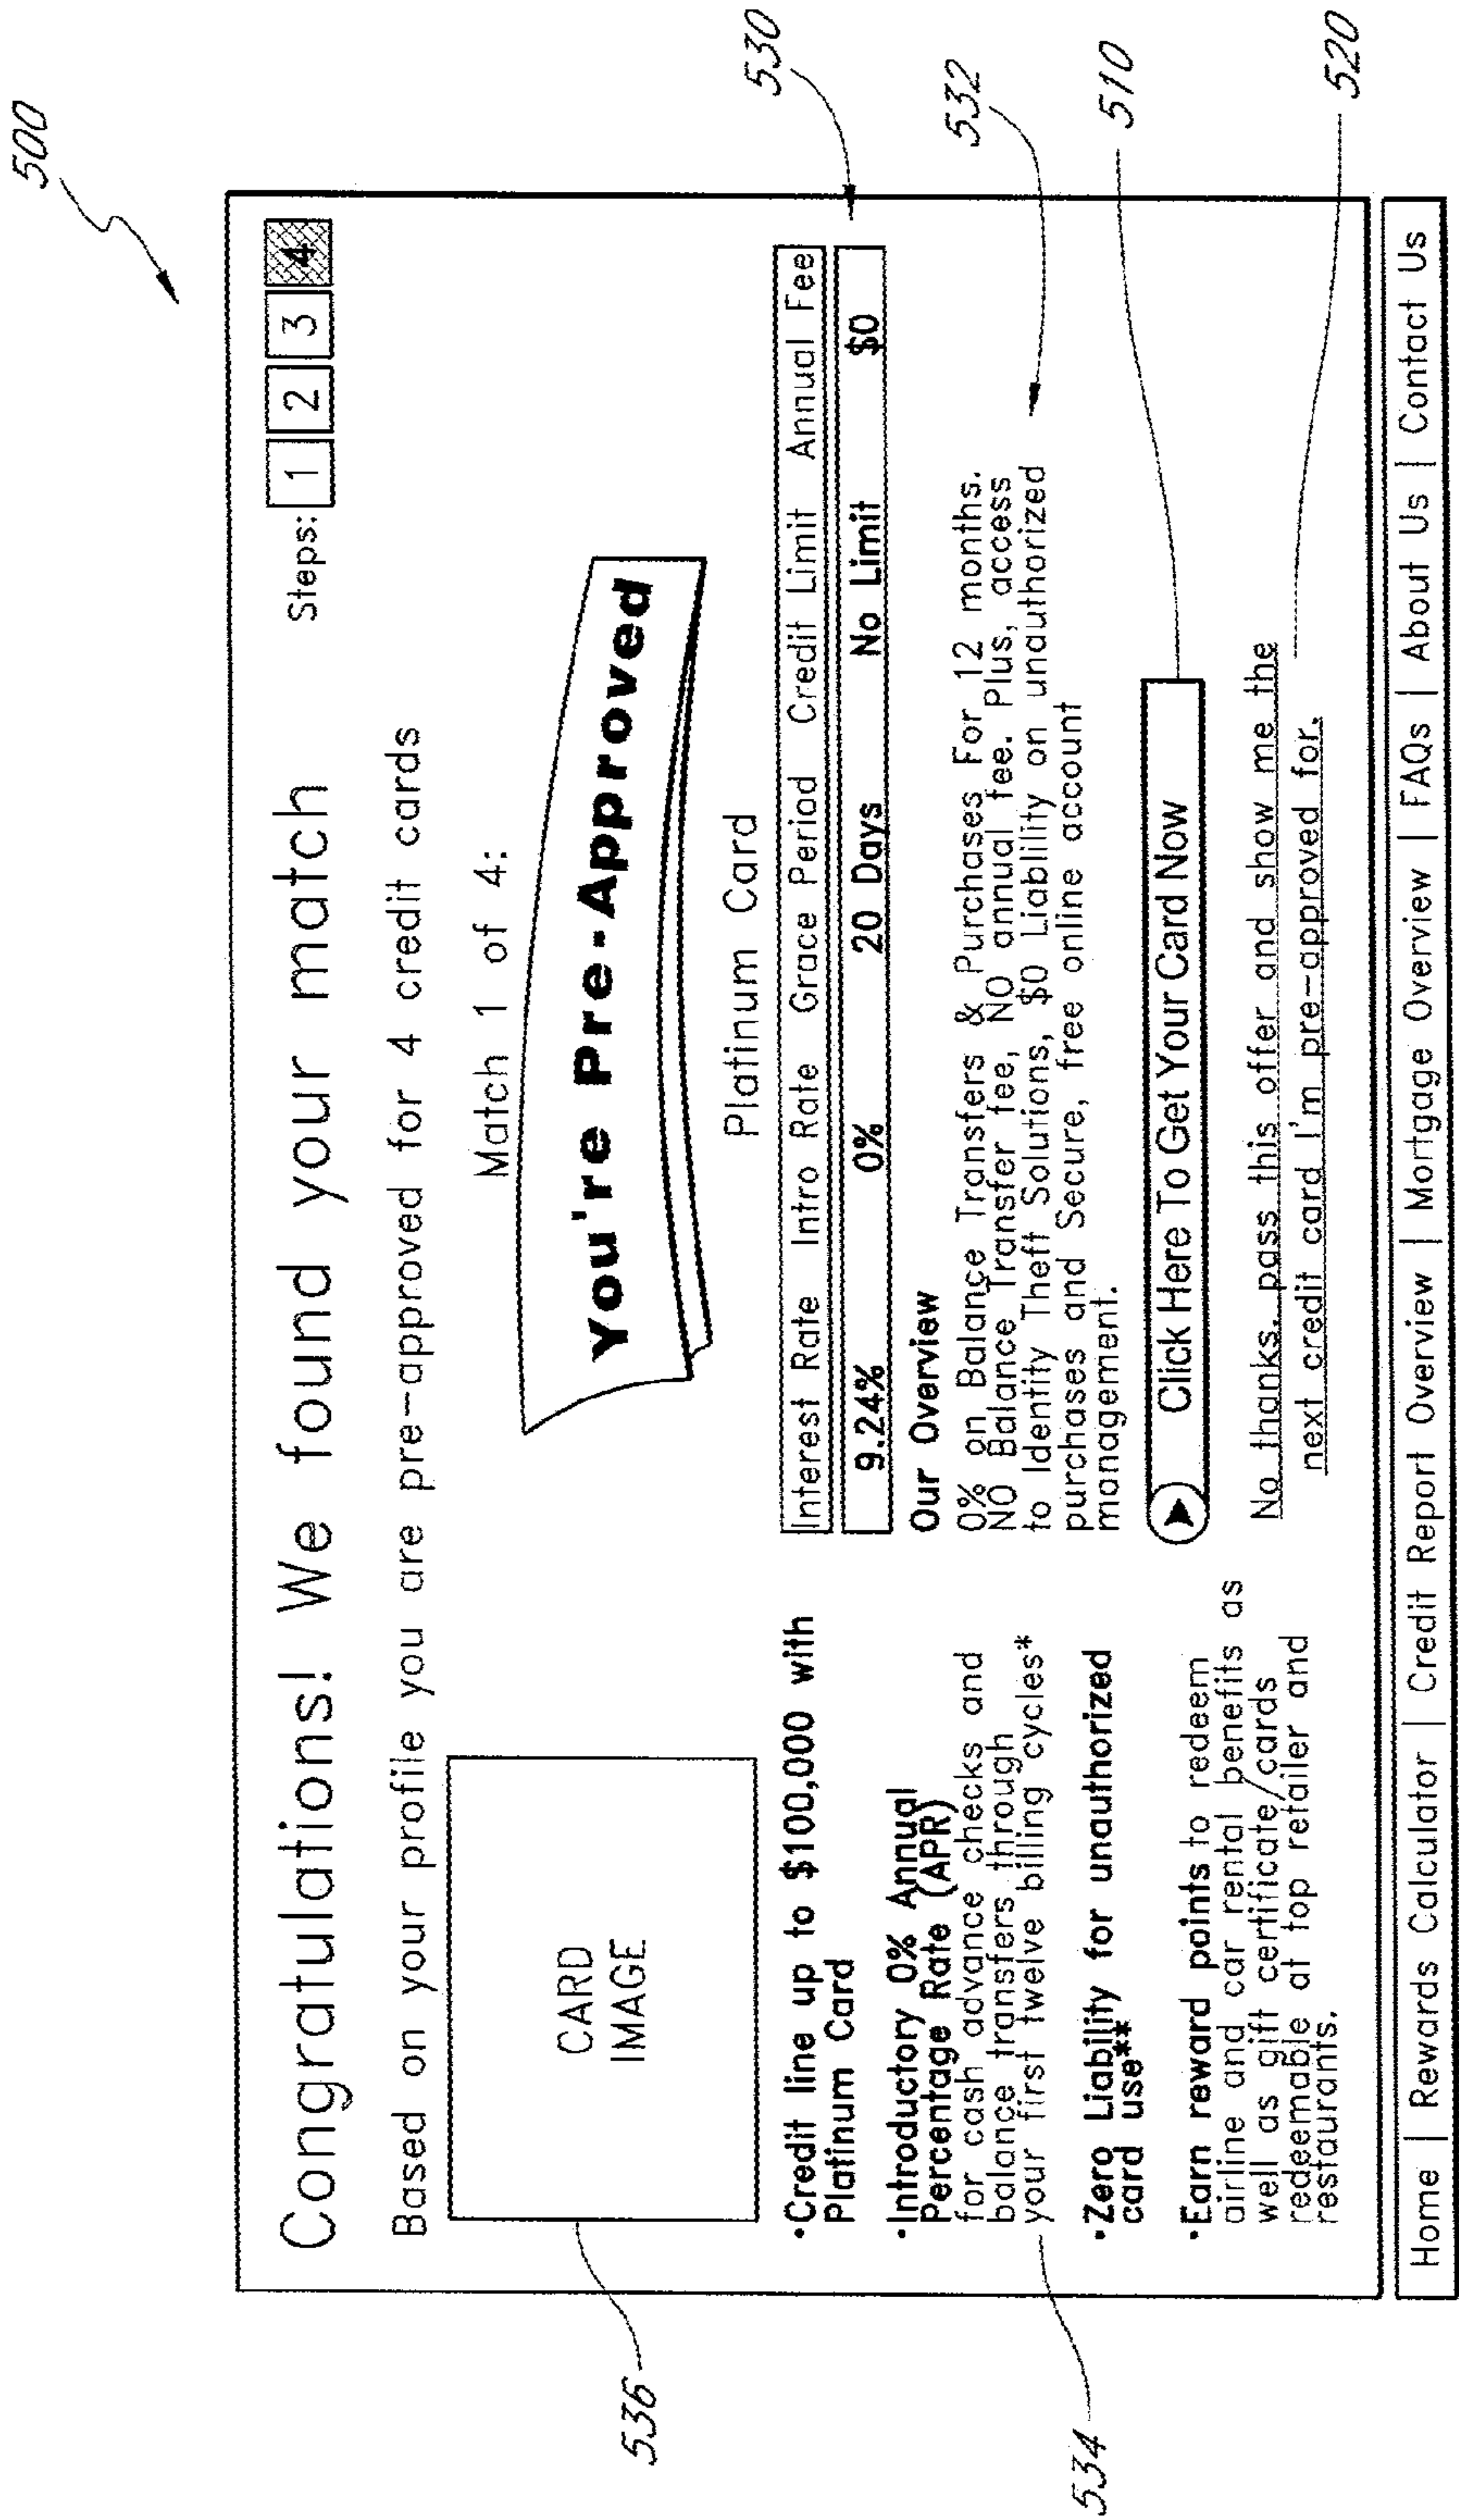 500
Congratulations! We found your match
Steps: 1 2 3 4
Based on your profile you are pre-approved for 4 credit cards
CARD
IMAGE
536
•Credit line up to $100,000 with
Platinum Card
•Introductory 0% Annual
Percentage Rate (APR)
for cash advance checks and
balance transfers through
your first twelve billing cycles*
534
•Zero Liability for unauthorized
card use**
•Earn reward points to redeem
airline and car rental benefits as
well as gift certificate/cards
redeemable at top retailer and
restaurants.
Match 1 of 4:
You're Pre-Approved
Platinum Card
530
Interest Rate Intro Rate Grace Period Credit Limit Annual Fee
9.24% 0% 20 Days No Limit $0
Our Overview
532
0% on Balance Transfers & Purchases For 12 months.
NO Balance Transfer fee, NO annual fee. Plus, access
to Identity Theft Solutions, $0 Liablility on unauthorized
purchases and Secure, free online account
management.
Click Here To Get Your Card Now
510
No thanks, pass this offer and show me the
next credit card I'm pre-approved for.
520
Home | Rewards Calculator | Credit Report Overview | Mortgage Overview | FAQs | About Us | Contact Us